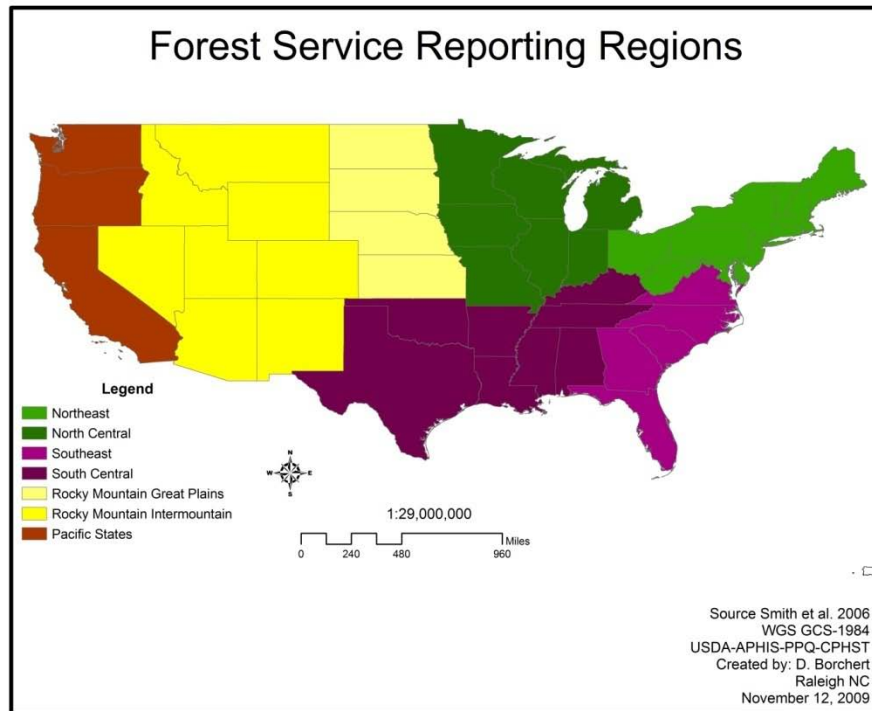 Forest Service Reporting Regions
Legend
Northeast
North Central
Southeast
South Central
Rocky Mountain Great Plains
Rocky Mountain Intermountain
Pacific States
N
W E
S
1:29,000,000
Miles
0 240 480 960
Source Smith et al. 2006
WGS GCS-1984
USDA-APHIS-PPQ-CPHST
Created by: D. Borchert
Raleigh NC
November 12, 2009